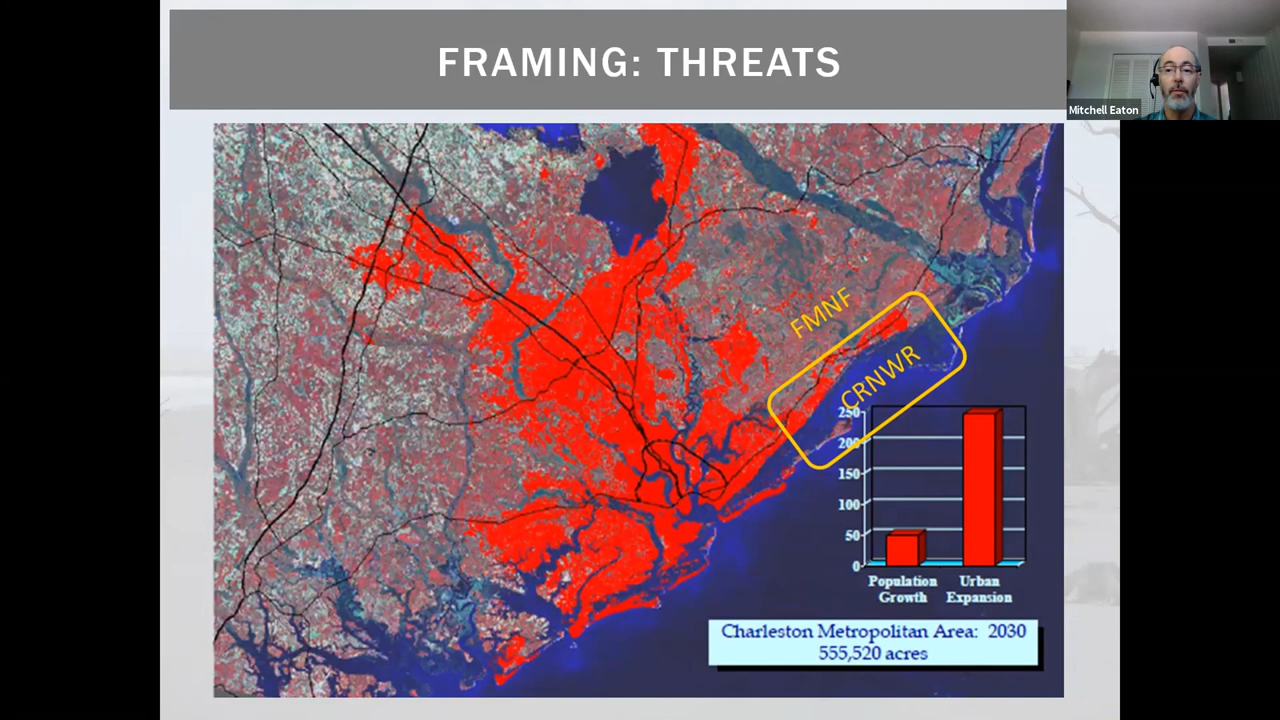 FRAMING: THREATS
Mitchell Eaton
FMNF
CRNWR
250
200
150
100
50
0
Population
Growth
Urban
Expansion
Charleston Metropolitan Area: 2030
555,520 acres